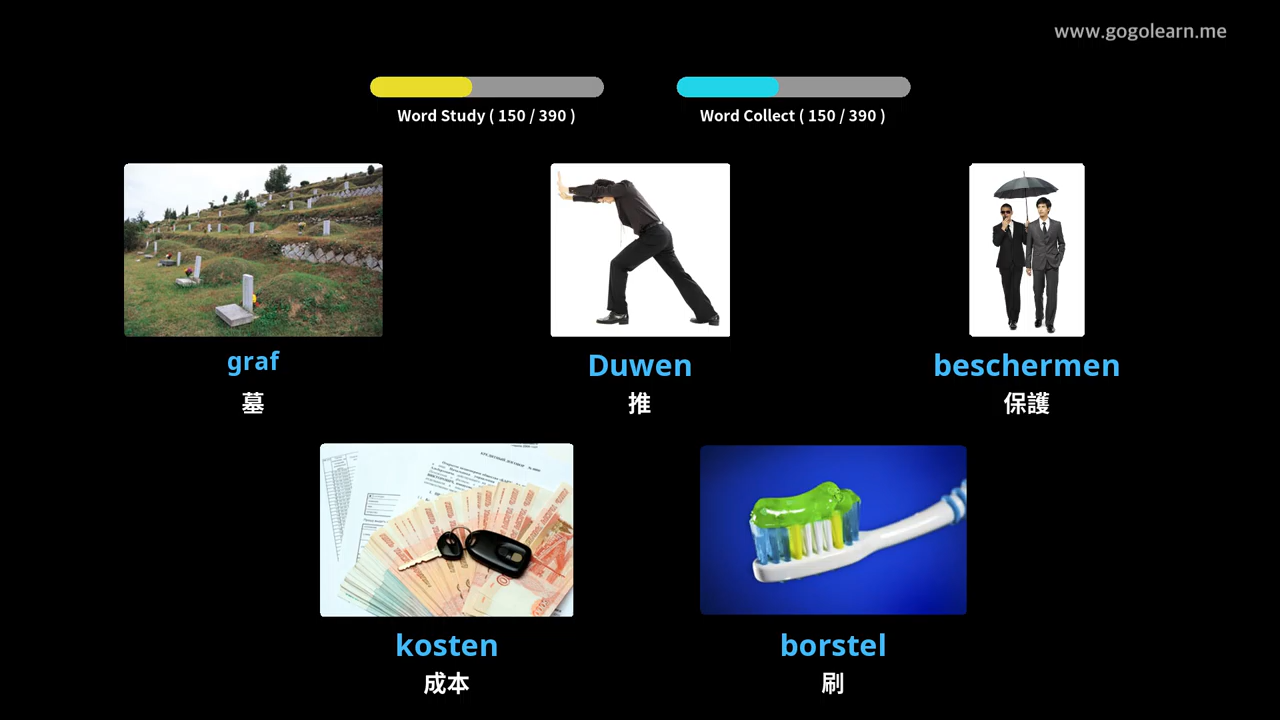 www.gogolearn.me
Word Study ( 150 / 390 )
Word Collect ( 150 / 390 )
graf
墓
Duwen
推
beschermen
保護
kosten
成本
borstel
刷